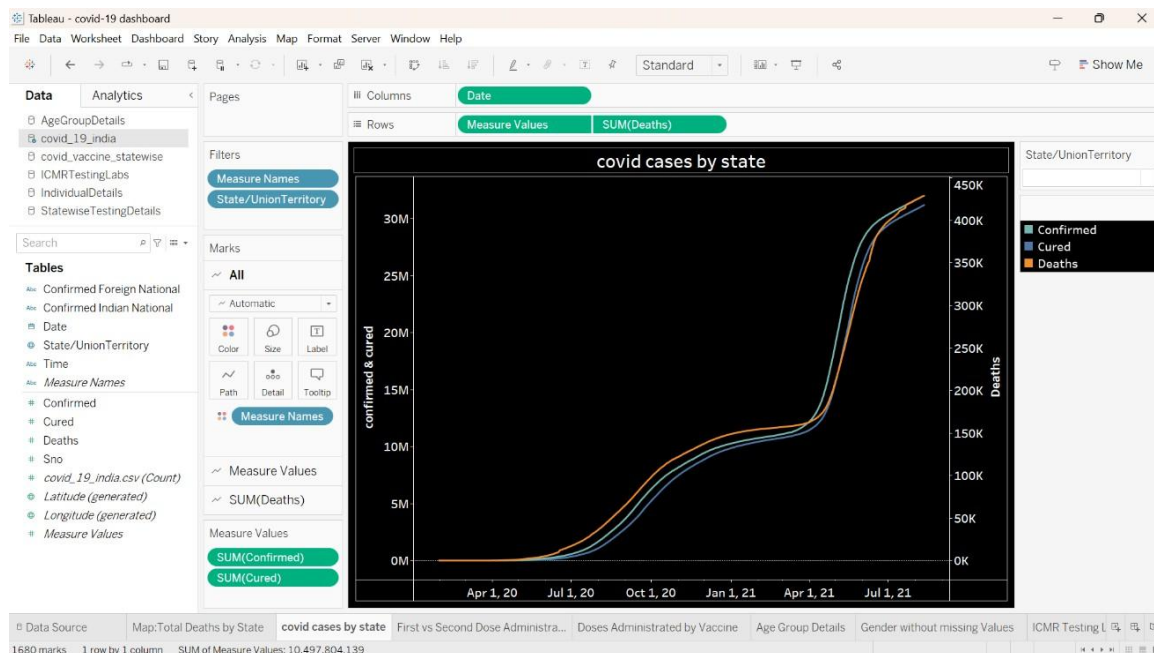 Tableau - covid-19 dashboard
File Data Worksheet Dashboard Story Analysis Map Format Server Window Help
Standard
Show Me
Data
Analytics
AgeGroupDetails
covid_19_india
covid_vaccine_statewise
ICMRTestingLabs
IndividualDetails
StatewiseTestingDetails
Search
Tables
Abc Confirmed Foreign National
Abc Confirmed Indian National
Date
State/UnionTerritory
Abc Time
Abc Measure Names
# Confirmed
# Cured
# Deaths
# Sno
# covid_19_india.csv (Count)
Latitude (generated)
Longitude (generated)
# Measure Values
Pages
Filters
Measure Names
State/UnionTerritory
Marks
All
Automatic
Color Size Label
Path Detail Tooltip
Measure Names
Measure Values
SUM(Deaths)
Measure Values
SUM(Confirmed)
SUM(Cured)
Columns
Date
Rows
Measure Values
SUM(Deaths)
covid cases by state
confirmed & cured
30M
25M
20M
15M
10M
5M
0M
450K
400K
350K
300K
250K
200K
150K
100K
50K
0K
Deaths
Apr 1, 20 Jul 1, 20 Oct 1, 20 Jan 1, 21 Apr 1, 21 Jul 1, 21
State/UnionTerritory
Confirmed
Cured
Deaths
Data Source
Map:Total Deaths by State
covid cases by state
First vs Second Dose Administra...
Doses Administrated by Vaccine
Age Group Details
Gender without missing Values
ICMR Testing L
1680 marks 1 row by 1 column SUM of Measure Values: 10,497,804,139